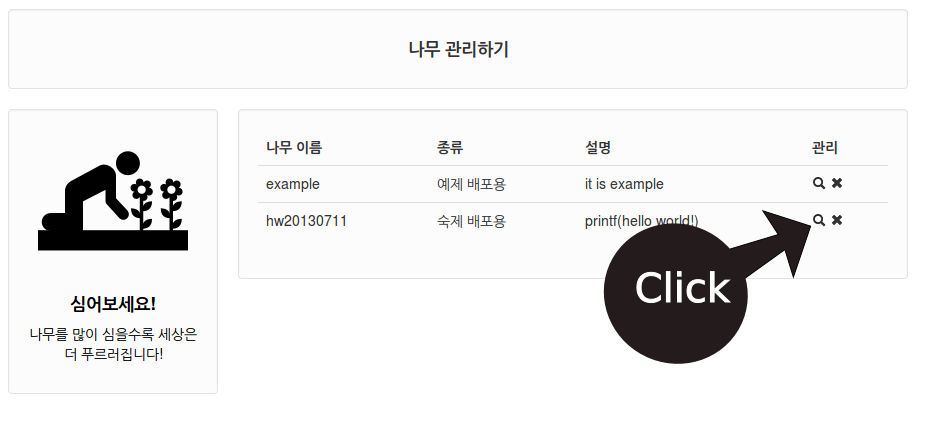 나무 관리하기
심어보세요!
나무를 많이 심을수록 세상은
더 푸르러집니다!
나무 이름 종류 설명 관리
example 예제 배포용 it is example
hw20130711 숙제 배포용 printf(hello world!)
Click